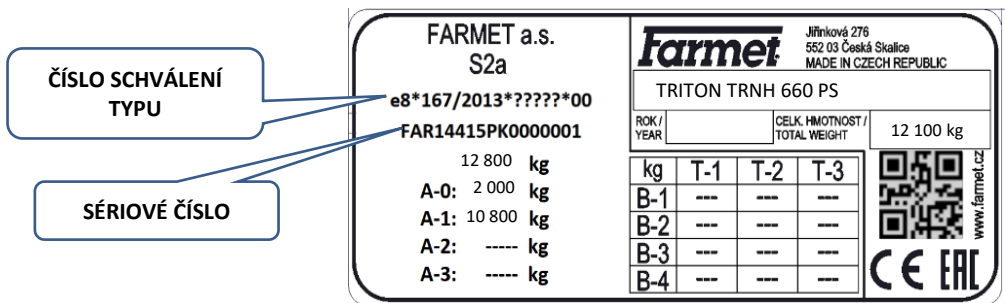 ČÍSLO SCHVÁLENÍ
TYPU
SÉRIOVÉ ČÍSLO
FARMET a.s.
S2a
e8*167/2013*?????*00
FAR14415PK0000001
12 800 kg
A-0: 2 000 kg
A-1: 10 800 kg
A-2: ----- kg
A-3: ----- kg
Farmet
Jiřinková 276
552 03 Česká Skalice
MADE IN CZECH REPUBLIC
TRITON TRNH 660 PS
ROK / YEAR
CELK. HMOTNOST / TOTAL WEIGHT
12 100 kg
kg T-1 T-2 T-3
B-1 --- --- ---
B-2 --- --- ---
B-3 --- --- ---
B-4 --- --- ---
www.farmet.cz
CE EAC